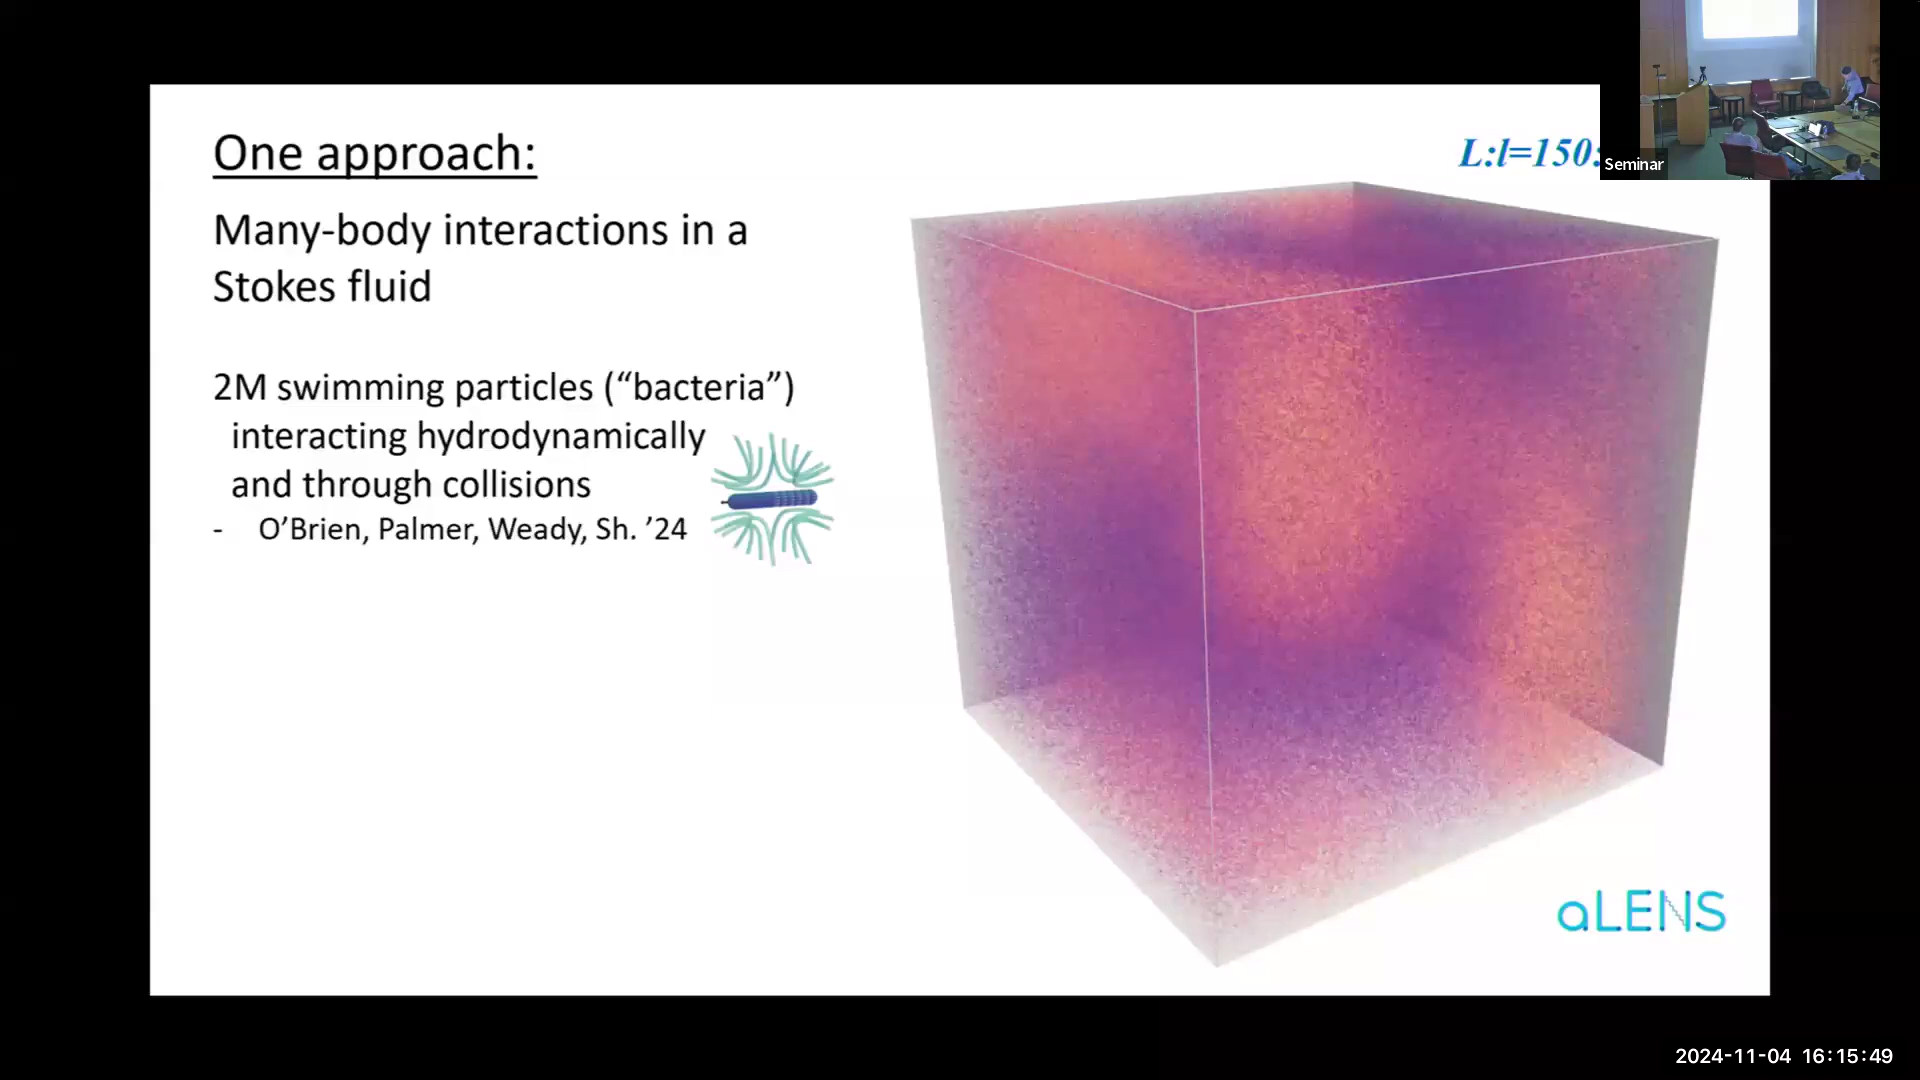 One approach:
L:l=150:
Many-body interactions in a
Stokes fluid
2M swimming particles (“bacteria”)
interacting hydrodynamically
and through collisions
- O’Brien, Palmer, Weady, Sh. ’24
aLENS
Seminar
2024-11-04 16:15:49